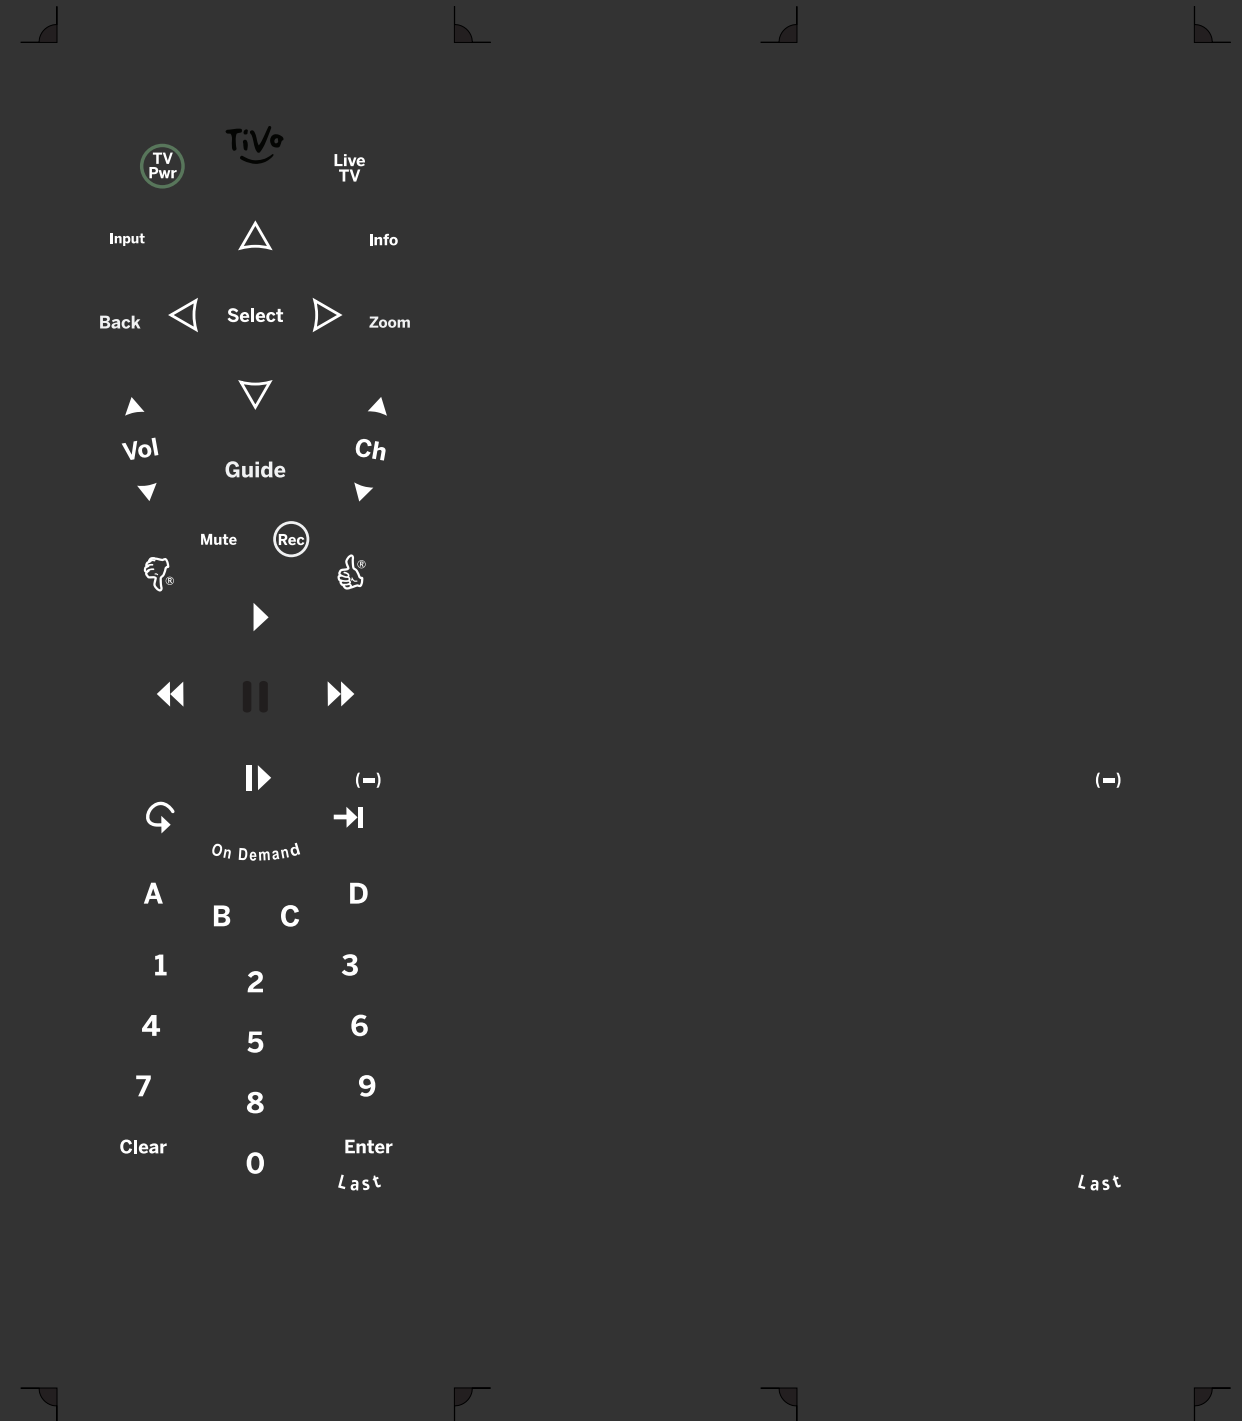 TiVo
TV
Pwr
Live
TV
Input
Info
Back
Select
Zoom
Vol
Ch
Guide
Mute
Rec
®
®
(-)
(-)
On Demand
A
D
B
C
1
3
2
4
6
5
7
9
8
Clear
Enter
0
Last
Last